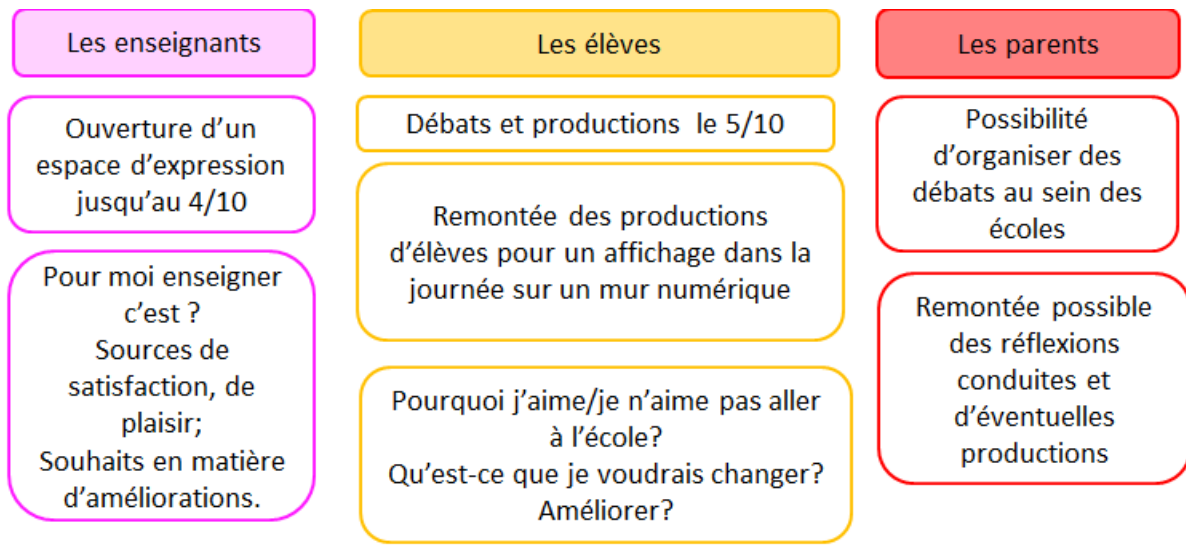 Les enseignants
Ouverture d’un
espace d’expression
jusqu’au 4/10
Pour moi enseigner
c’est ?
Sources de
satisfaction, de
plaisir;
Souhaits en matière
d’améliorations.
Les élèves
Débats et productions le 5/10
Remontée des productions
d’élèves pour un affichage dans la
journée sur un mur numérique
Pourquoi j’aime/je n’aime pas aller
à l’école?
Qu’est-ce que je voudrais changer?
Améliorer?
Les parents
Possibilité
d’organiser des
débats au sein des
écoles
Remontée possible
des réflexions
conduites et
d’éventuelles
productions